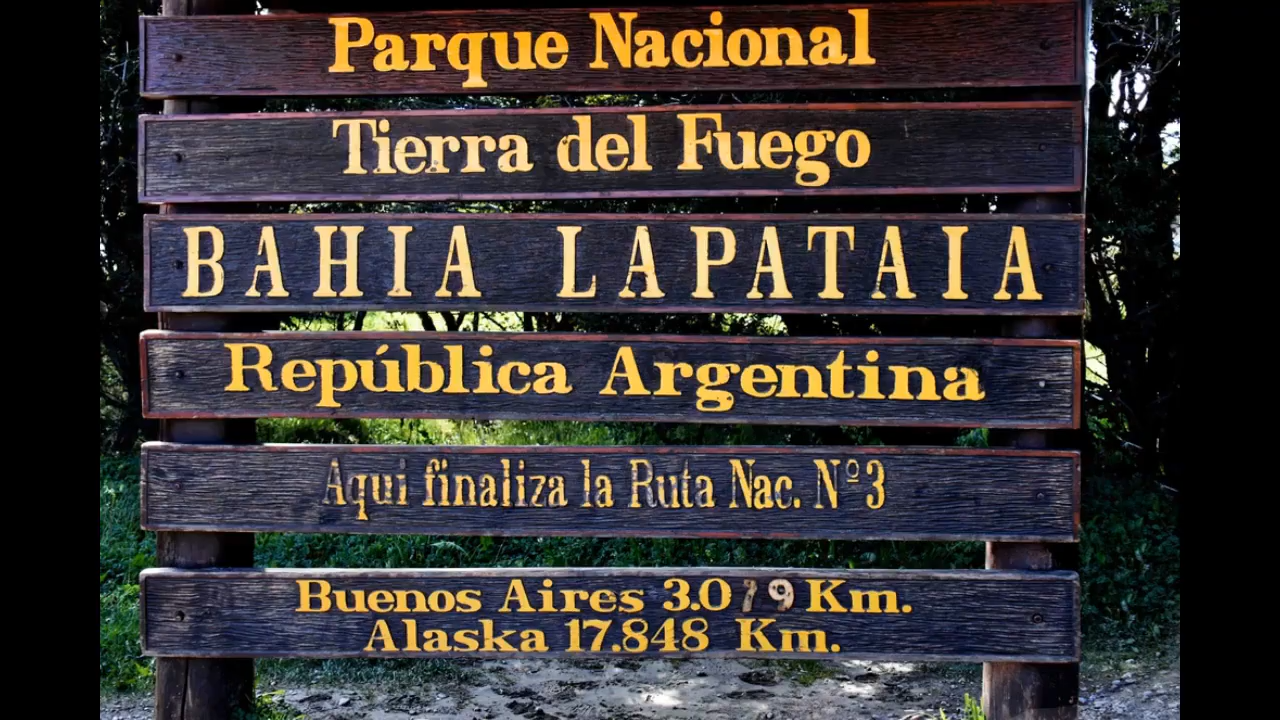 Parque Nacional
Tierra del Fuego
BAHIA LAPATAIA
República Argentina
Aqui finaliza la Ruta Nac. Nº 3
Buenos Aires 3.079 Km.
Alaska 17.848 Km.